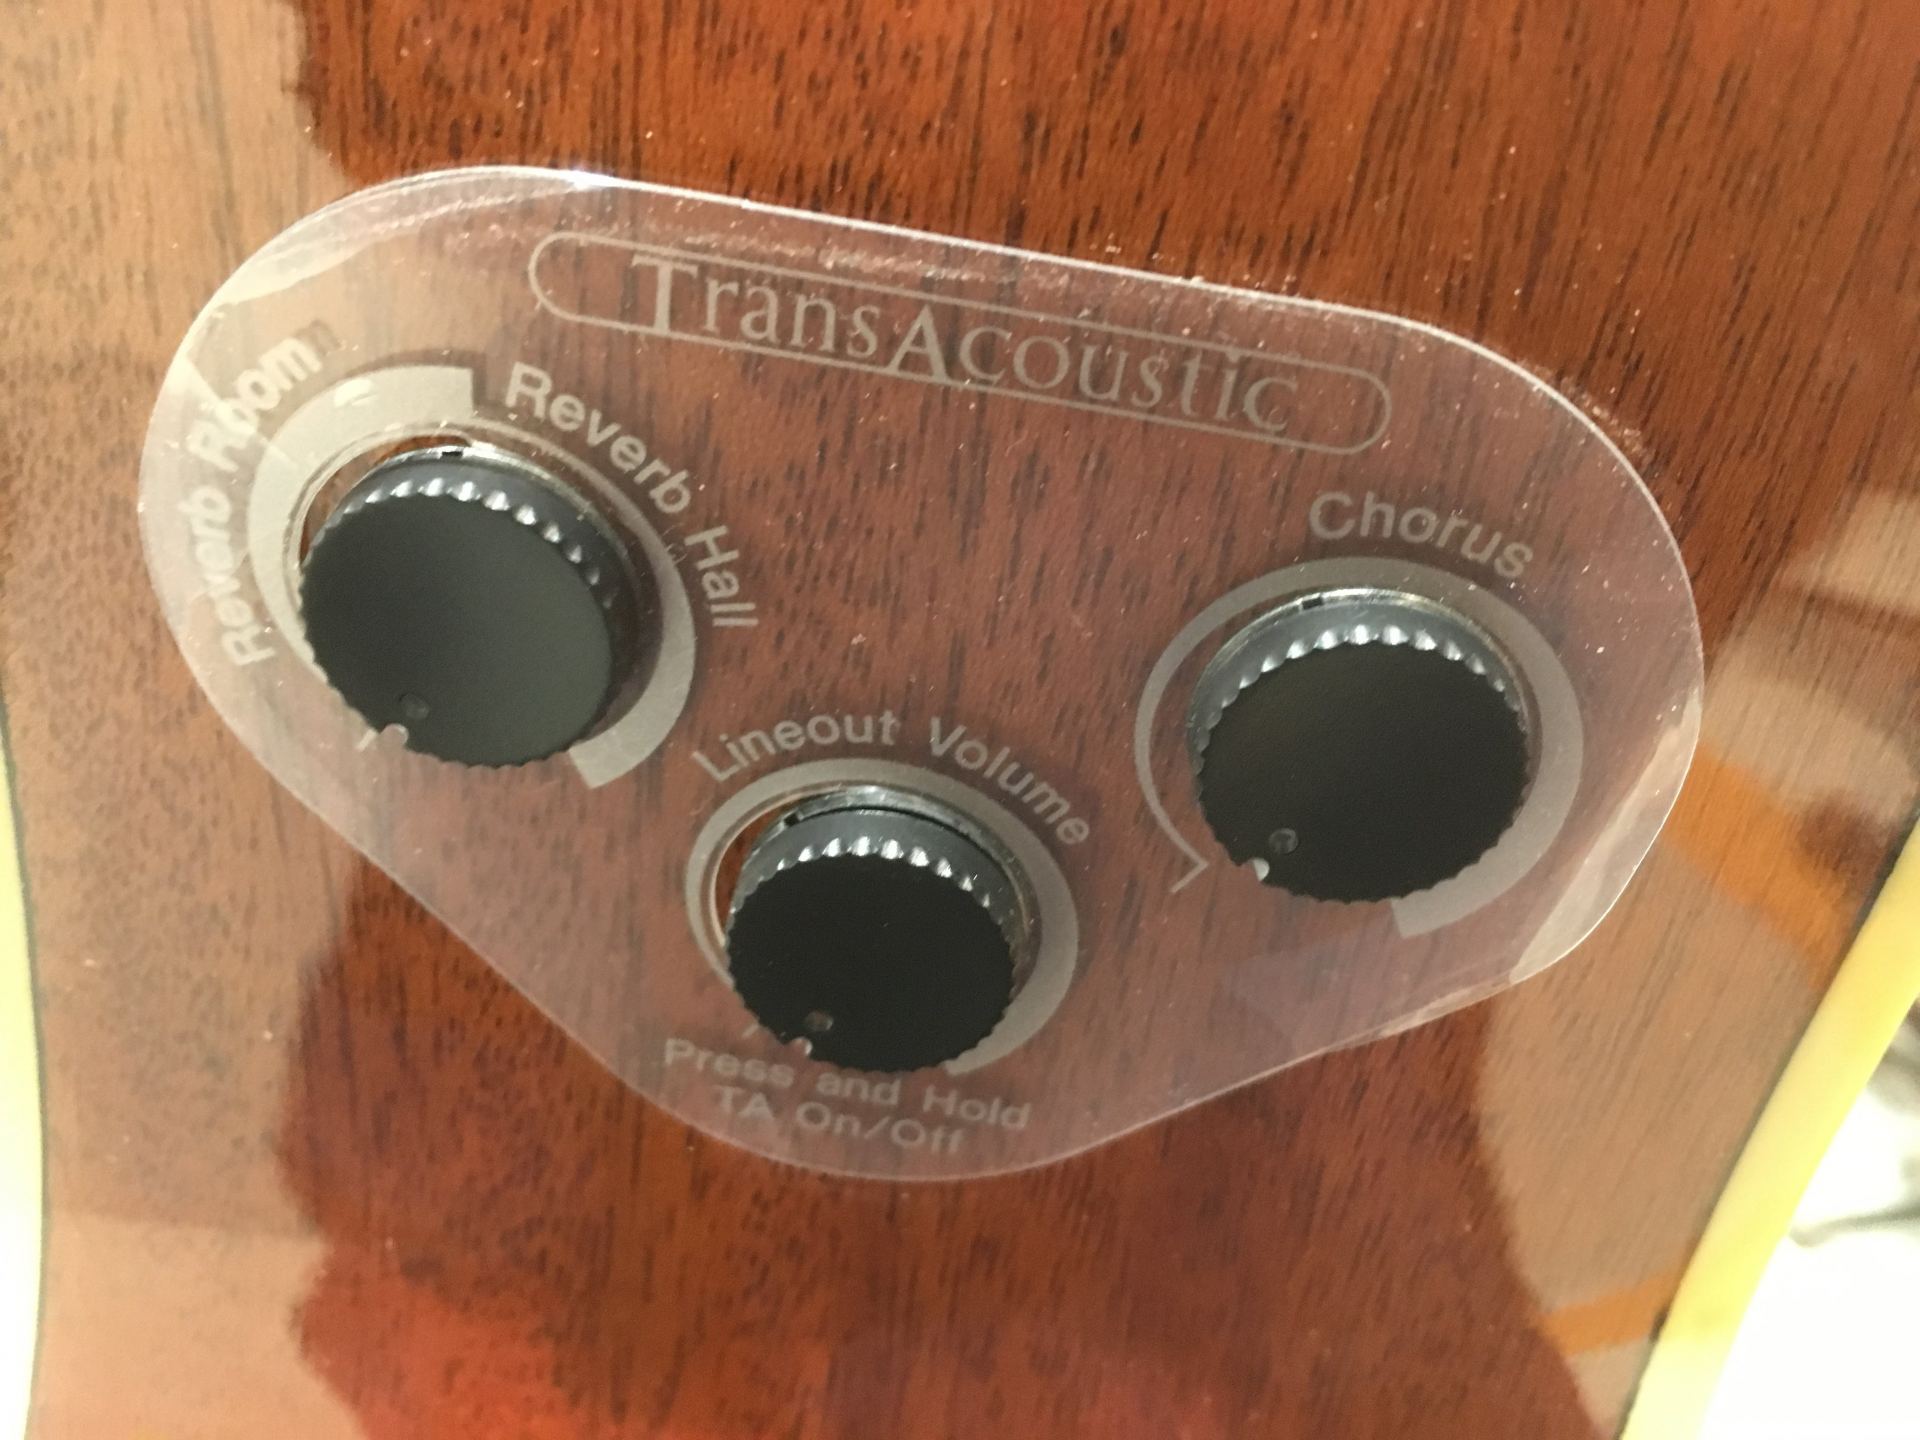 TransAcoustic
Reverb Room
Reverb Hall
Chorus
Lineout Volume
Press and Hold
TA On/Off